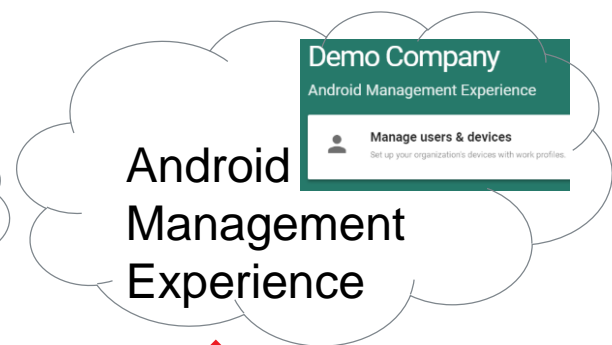 Demo Company
Android Management Experience
Manage users & devices
Set up your organization's devices with work profiles.
Android
Management
Experience